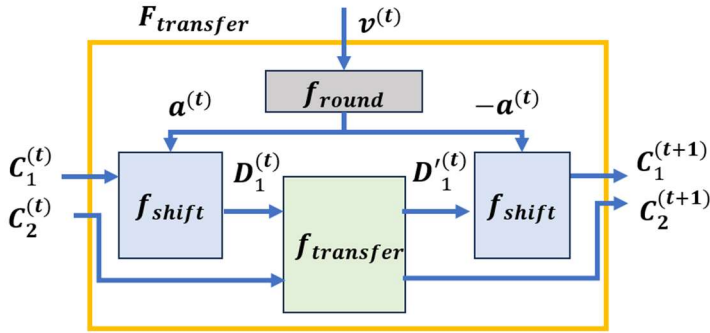 F_transfer
v^(t)
f_round
a^(t)
-a^(t)
C_1^(t)
D_1^(t)
D'_1^(t)
C_1^(t+1)
f_shift
f_shift
C_2^(t)
C_2^(t+1)
f_transfer